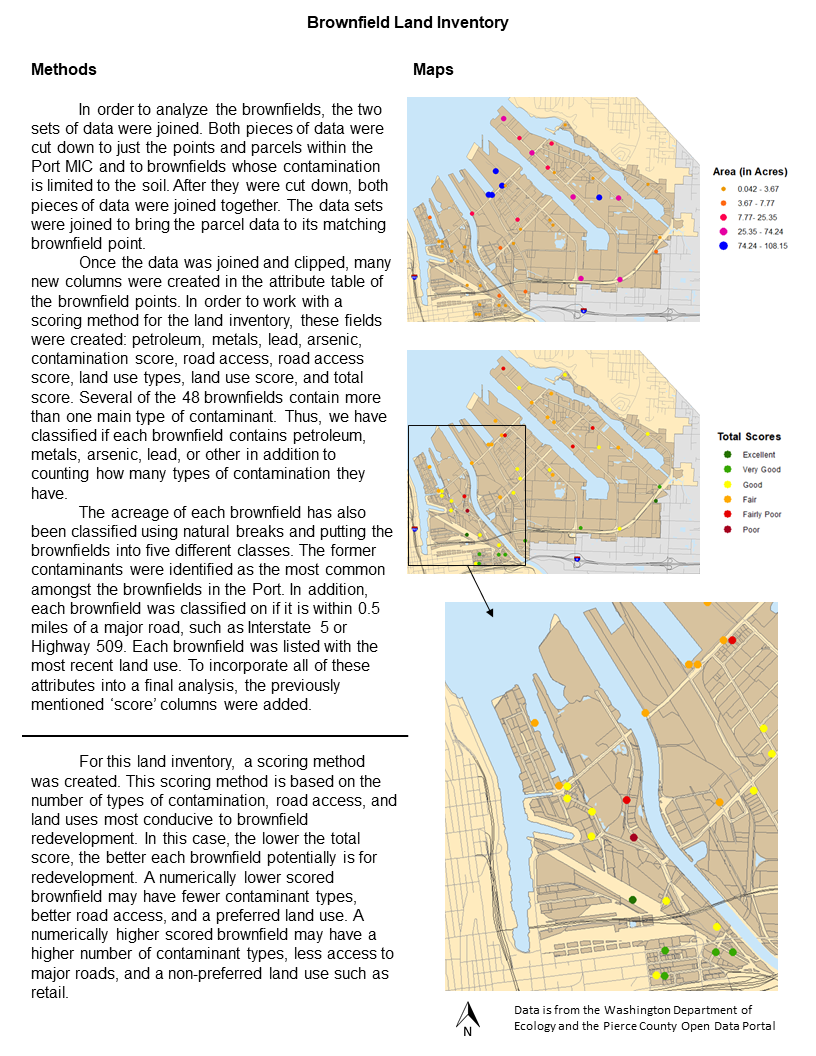 Brownfield Land Inventory
Methods
In order to analyze the brownfields, the two
sets of data were joined. Both pieces of data were
cut down to just the points and parcels within the
Port MIC and to brownfields whose contamination
is limited to the soil. After they were cut down, both
pieces of data were joined together. The data sets
were joined to bring the parcel data to its matching
brownfield point.
Once the data was joined and clipped, many
new columns were created in the attribute table of
the brownfield points. In order to work with a
scoring method for the land inventory, these fields
were created: petroleum, metals, lead, arsenic,
contamination score, road access, road access
score, land use types, land use score, and total
score. Several of the 48 brownfields contain more
than one main type of contaminant. Thus, we have
classified if each brownfield contains petroleum,
metals, arsenic, lead, or other in addition to
counting how many types of contamination they
have.
The acreage of each brownfield has also
been classified using natural breaks and putting the
brownfields into five different classes. The former
contaminants were identified as the most common
amongst the brownfields in the Port. In addition,
each brownfield was classified on if it is within 0.5
miles of a major road, such as Interstate 5 or
Highway 509. Each brownfield was listed with the
most recent land use. To incorporate all of these
attributes into a final analysis, the previously
mentioned ‘score’ columns were added.
For this land inventory, a scoring method
was created. This scoring method is based on the
number of types of contamination, road access, and
land uses most conducive to brownfield
redevelopment. In this case, the lower the total
score, the better each brownfield potentially is for
redevelopment. A numerically lower scored
brownfield may have fewer contaminant types,
better road access, and a preferred land use. A
numerically higher scored brownfield may have a
higher number of contaminant types, less access to
major roads, and a non-preferred land use such as
retail.
Maps
Area (in Acres)
0.042 - 3.67
3.67 - 7.77
7.77- 25.35
25.35 - 74.24
74.24 - 108.15
Total Scores
Excellent
Very Good
Good
Fair
Fairly Poor
Poor
N
Data is from the Washington Department of
Ecology and the Pierce County Open Data Portal